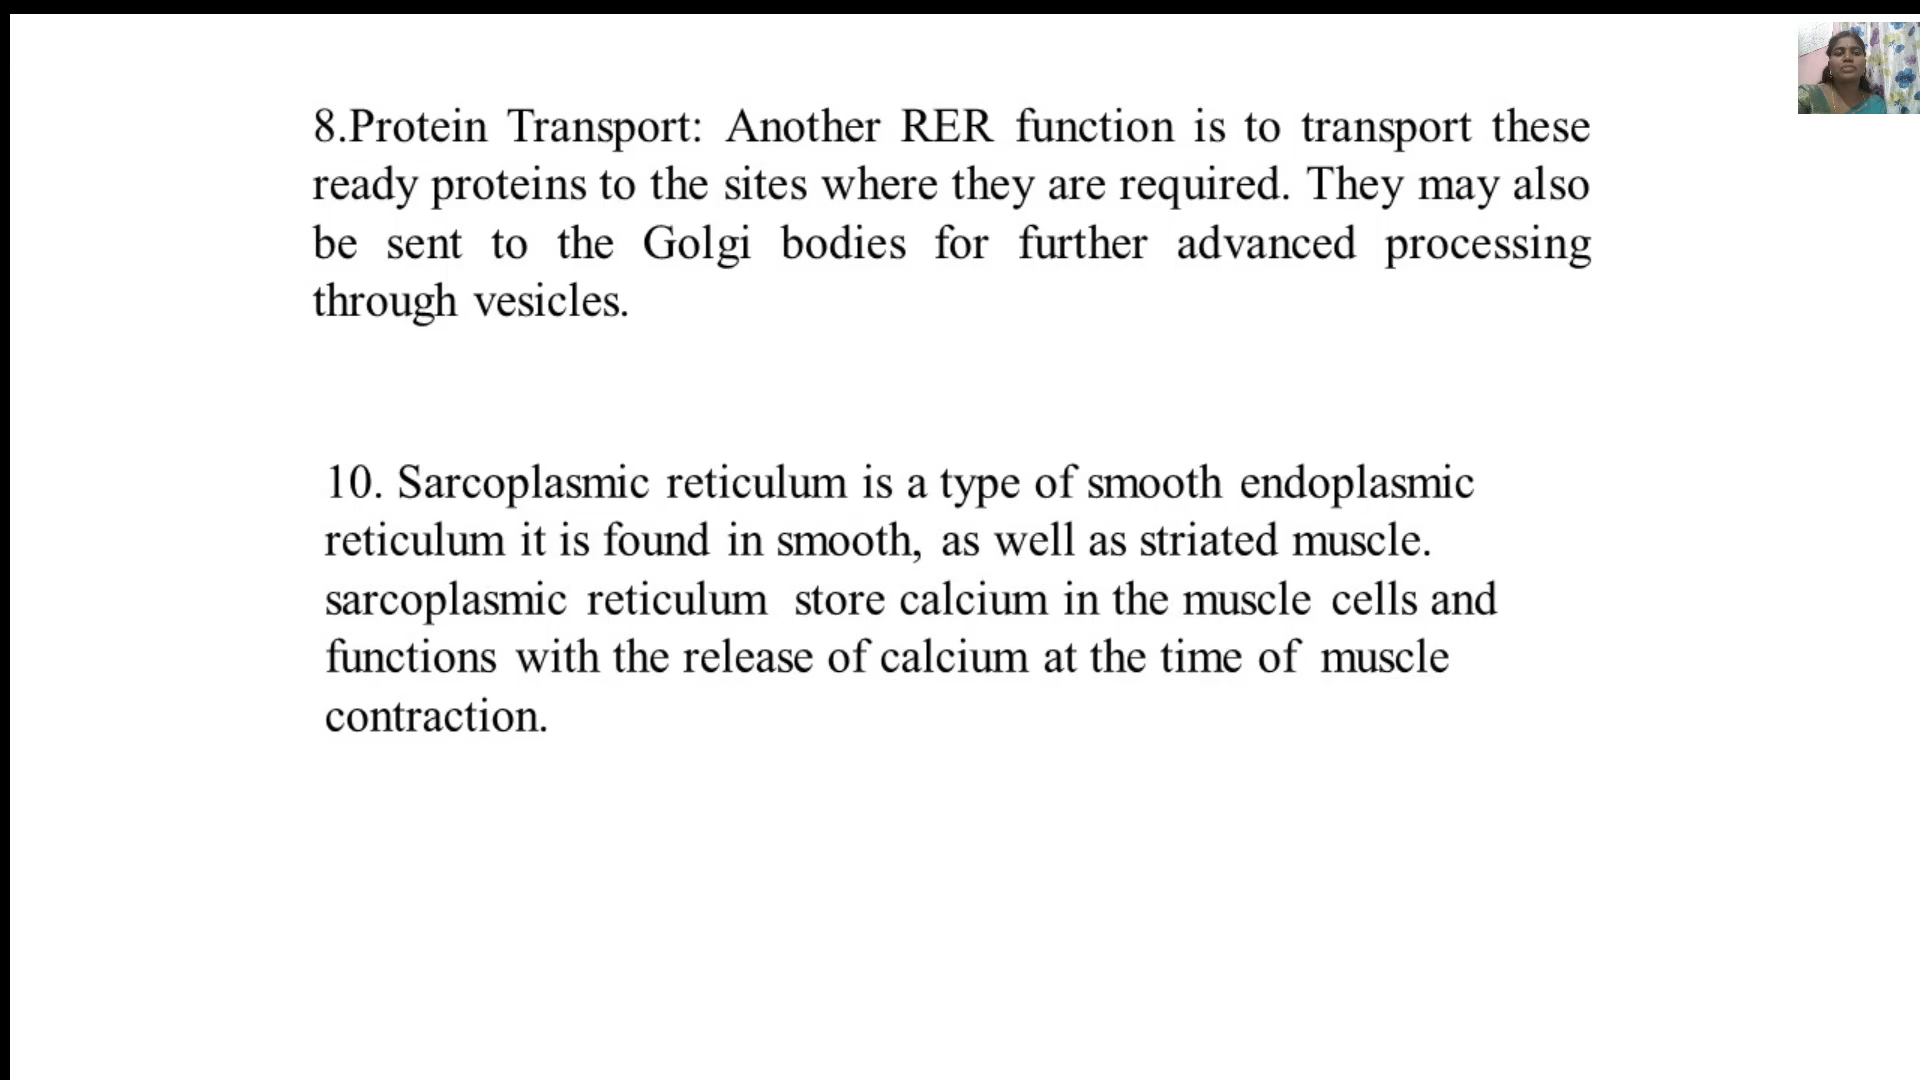 8.Protein Transport: Another RER function is to transport these
ready proteins to the sites where they are required. They may also
be sent to the Golgi bodies for further advanced processing
through vesicles.
10. Sarcoplasmic reticulum is a type of smooth endoplasmic
reticulum it is found in smooth, as well as striated muscle.
sarcoplasmic reticulum store calcium in the muscle cells and
functions with the release of calcium at the time of muscle
contraction.